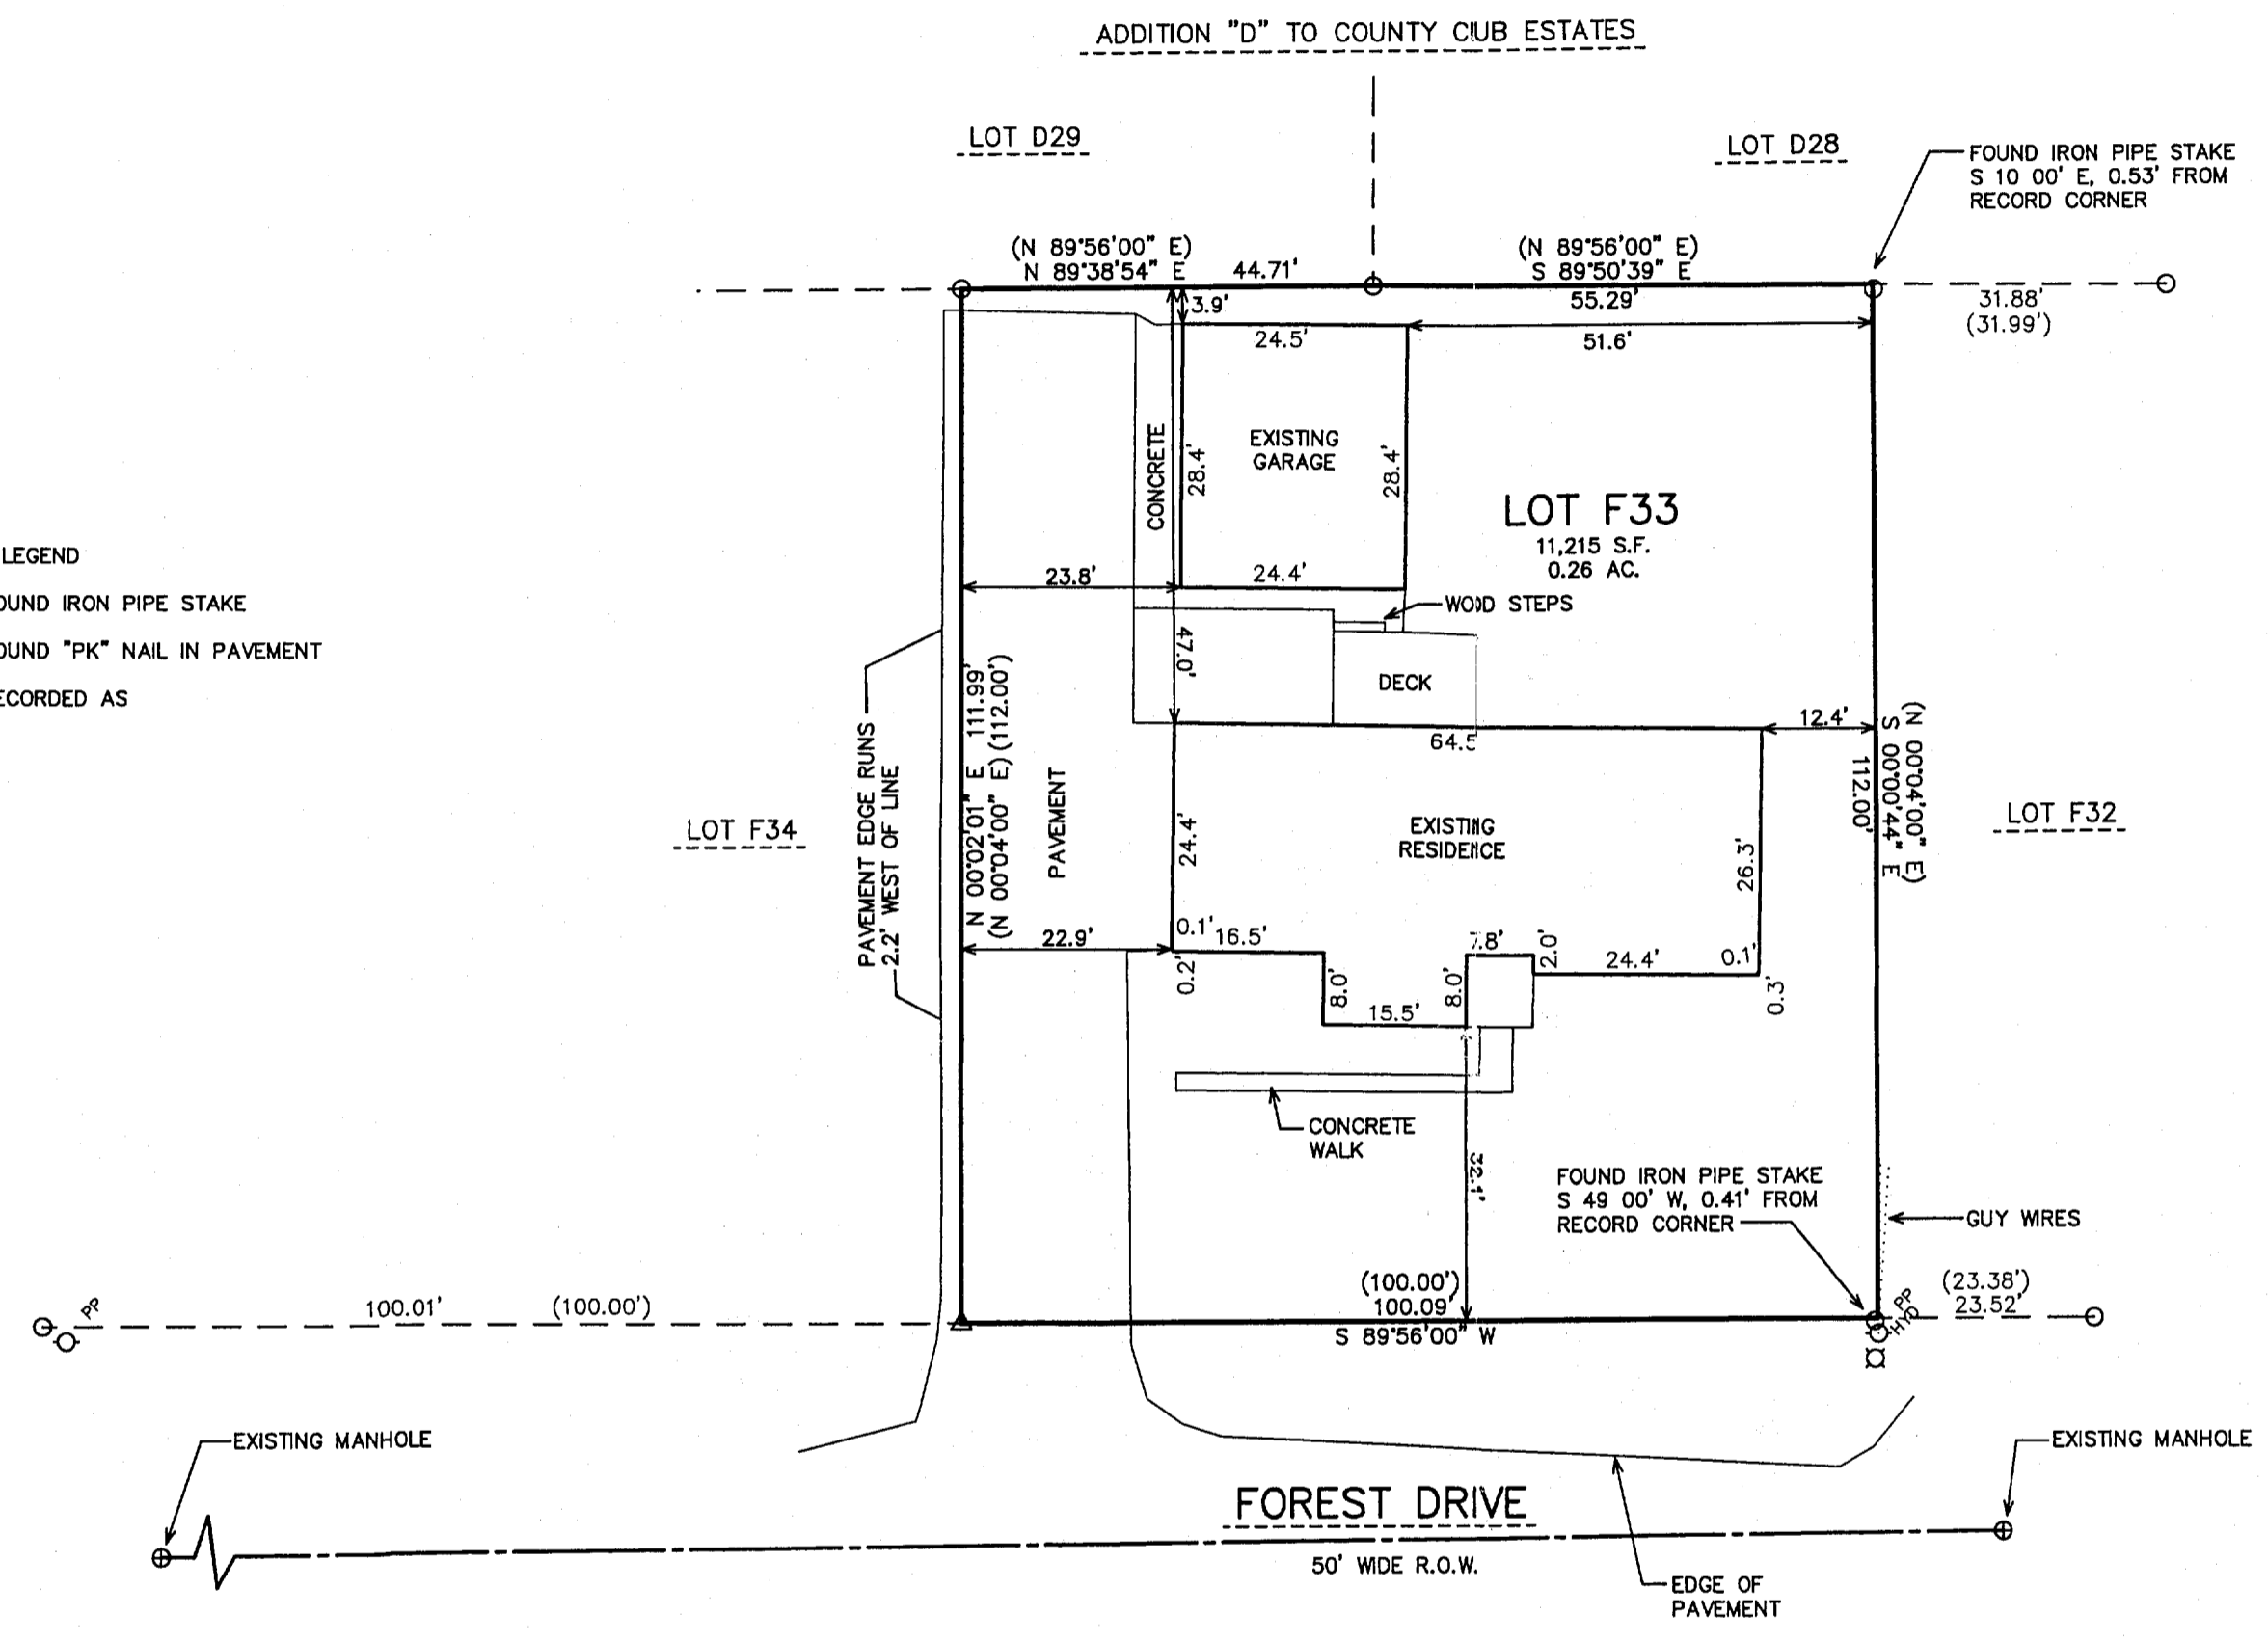 ADDITION "D" TO COUNTY CIUB ESTATES
LOT D29
LOT D28
FOUND IRON PIPE STAKE
S 10 00' E, 0.53' FROM
RECORD CORNER
(N 89°56'00" E)
N 89°38'54" E
44.71'
(N 89°56'00" E)
S 89°50'39" E
55.29'
31.88'
(31.99')
3.9'
24.5'
51.6'
CONCRETE
28.4'
EXISTING
GARAGE
28.4'
LOT F33
11,215 S.F.
0.26 AC.
LEGEND
OUND IRON PIPE STAKE
OUND "PK" NAIL IN PAVEMENT
ECORDED AS
23.8'
24.4'
WOOD STEPS
47.0'
DECK
12.4'
64.5
PAVEMENT EDGE RUNS
2.2' WEST OF LINE
N 00°02'01" E 111.99'
(N 00°04'00" E) (112.00')
PAVEMENT
LOT F34
24.4'
EXISTING
RESIDENCE
26.3'
(N 00°04'00" E)
S 00°00'44" E
112.00'
LOT F32
22.9'
0.1'
16.5'
0.2'
8.0'
15.5'
8.0'
7.8'
2.0'
24.4'
0.1'
0.3'
CONCRETE
WALK
32.1'
FOUND IRON PIPE STAKE
S 49 00' W, 0.41' FROM
RECORD CORNER
GUY WIRES
PP
100.01'
(100.00')
(100.00')
100.09'
S 89°56'00" W
PP
HYD
(23.38')
23.52'
EXISTING MANHOLE
EXISTING MANHOLE
FOREST DRIVE
50' WIDE R.O.W.
EDGE OF
PAVEMENT